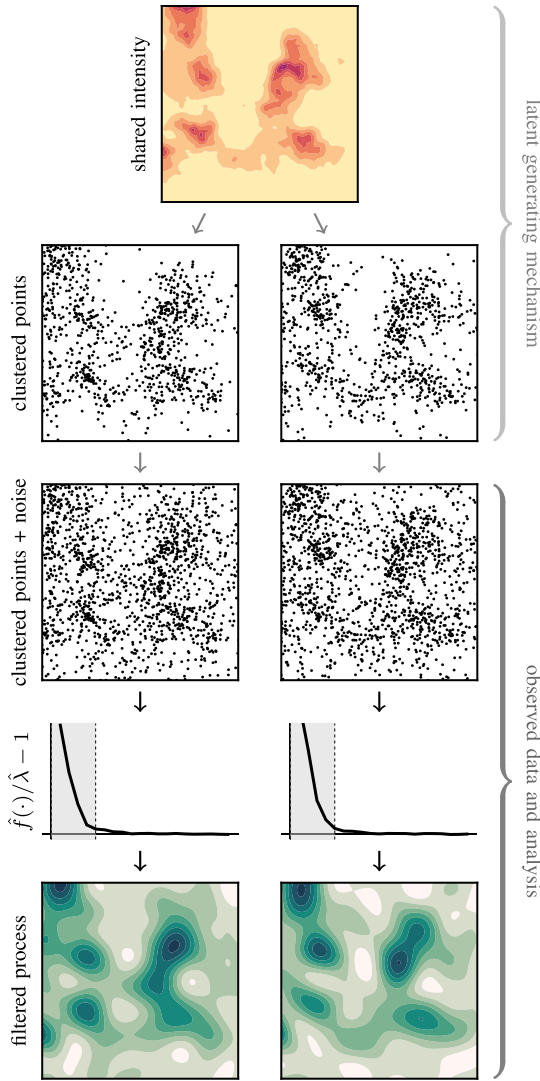 shared intensity
latent generating mechanism
clustered points
clustered points + noise
f̂(·)/λ̂ − 1
observed data and analysis
filtered process